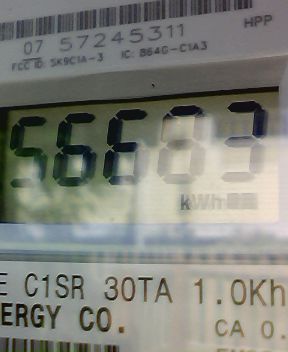 HPP
07 57245311
FCC ID: SK9C1A-3 IC: 864G-C1A3
56683
kWh
E C1SR 30TA 1.0Kh
ERGY CO.
CA 0.